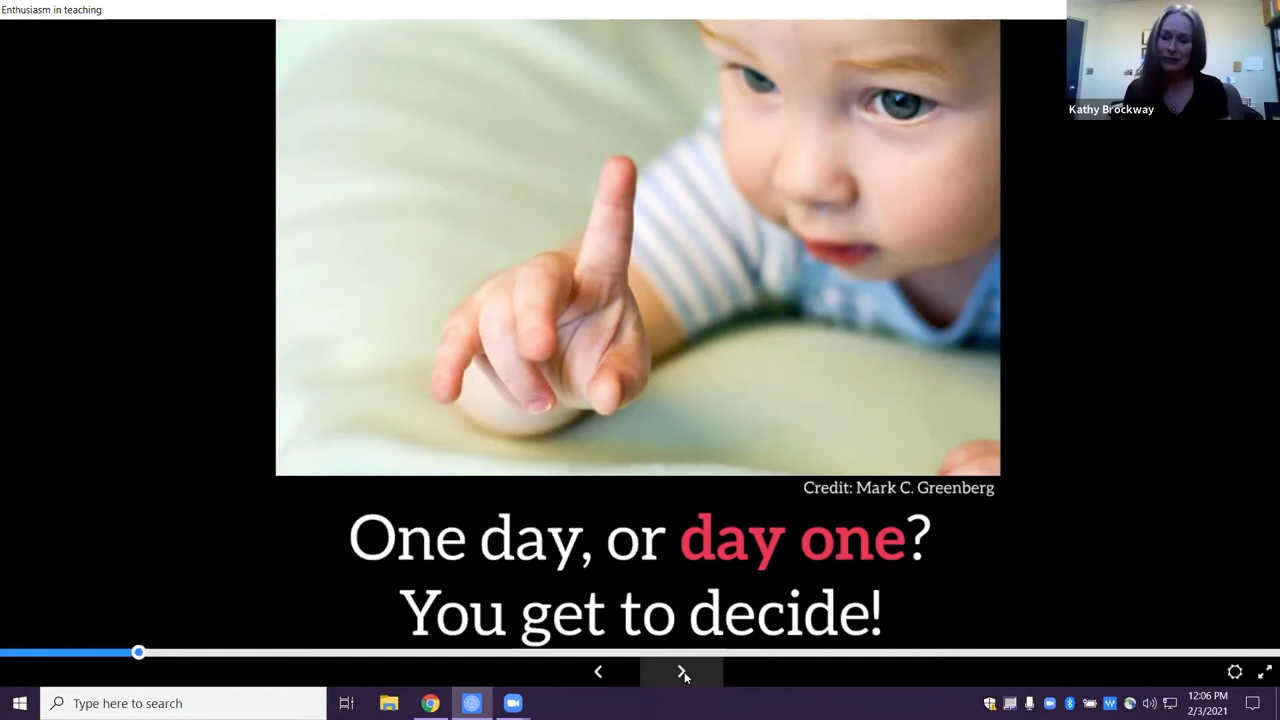 Enthusiasm in teaching
Kathy Brockway
Credit: Mark C. Greenberg
One day, or day one?
You get to decide!
Type here to search
12:06 PM
2/3/2021